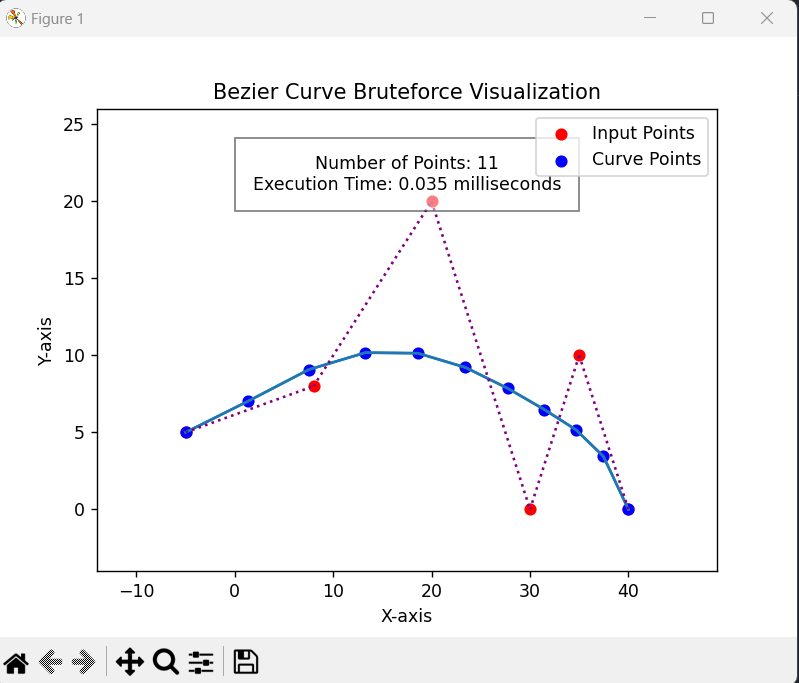 Figure 1
Bezier Curve Bruteforce Visualization
Input Points
Curve Points
Number of Points: 11
Execution Time: 0.035 milliseconds
25
20
15
10
5
0
Y-axis
−10 0 10 20 30 40
X-axis